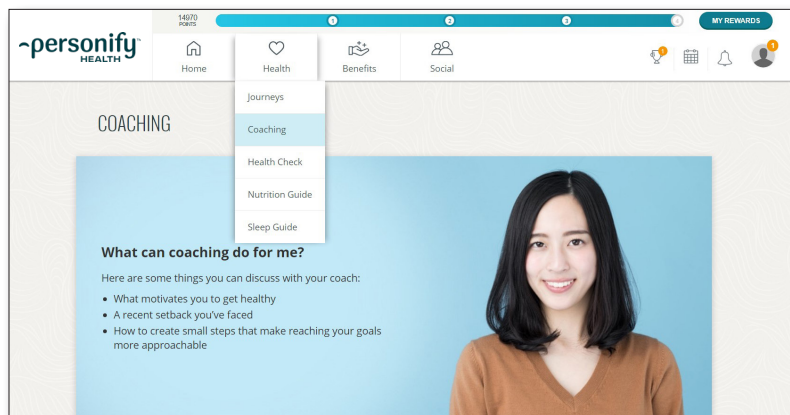 14970
POINTS
1
2
3
MY REWARDS
~personify
HEALTH
Home
Health
Benefits
Social
1
1
Journeys
Coaching
Health Check
Nutrition Guide
Sleep Guide
COACHING
What can coaching do for me?
Here are some things you can discuss with your coach:
• What motivates you to get healthy
• A recent setback you've faced
• How to create small steps that make reaching your goals
more approachable